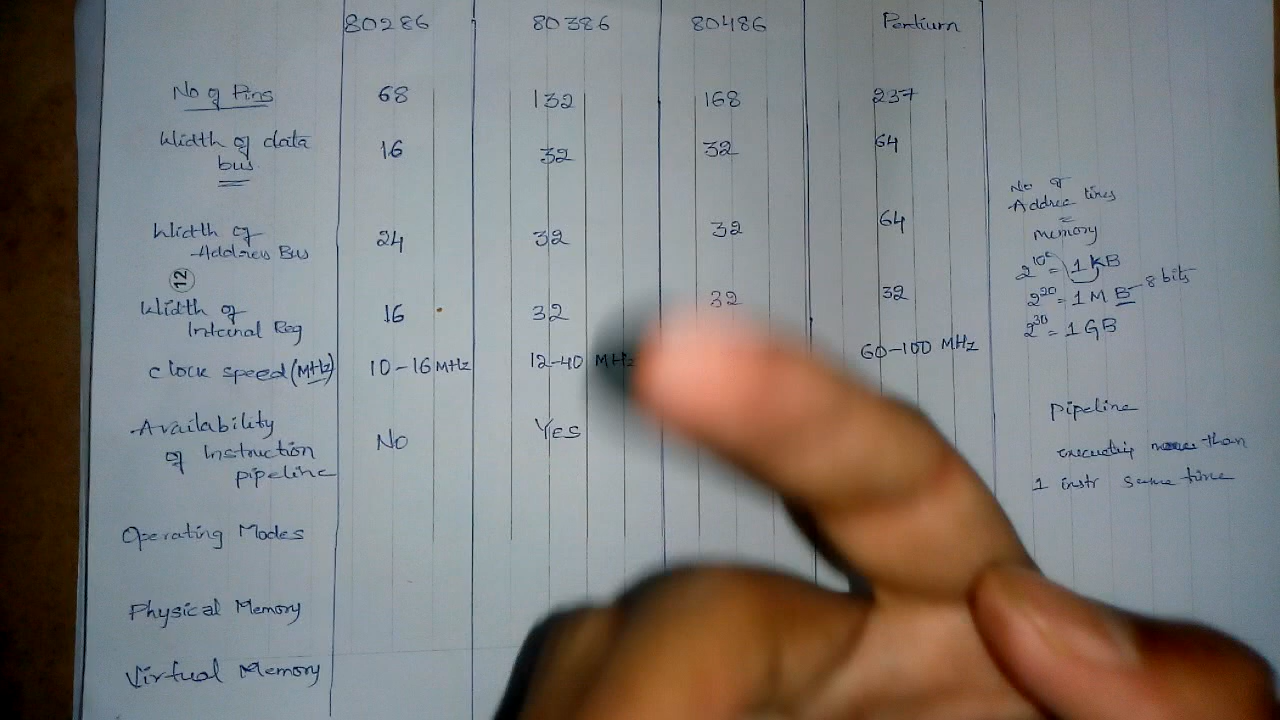 80286 80386 80486 Pentium
No of Pins 68 132 168 237
Width of data 16 32 32 64
bus
Width of 24 32 32 64
Address Bus
12
Width of 16 32 32 32
Internal Reg
Clock speed (MHz) 10-16 MHz 12-40 MHz 60-100 MHz
Availability No Yes
of Instruction
pipeline
Operating Modes
Physical Memory
Virtual Memory
No of
Addrec lines
=
memory
2^10 = 1 KB
2^20 = 1 M B - 8 bits
2^30 = 1 GB
Pipeline
executing more than
1 instr same time